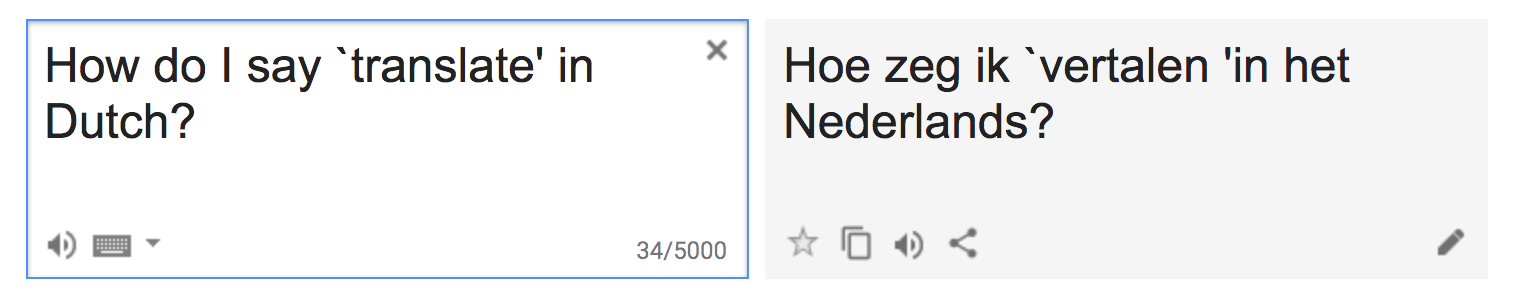 How do I say `translate' in
Dutch?
34/5000
Hoe zeg ik `vertalen 'in het
Nederlands?